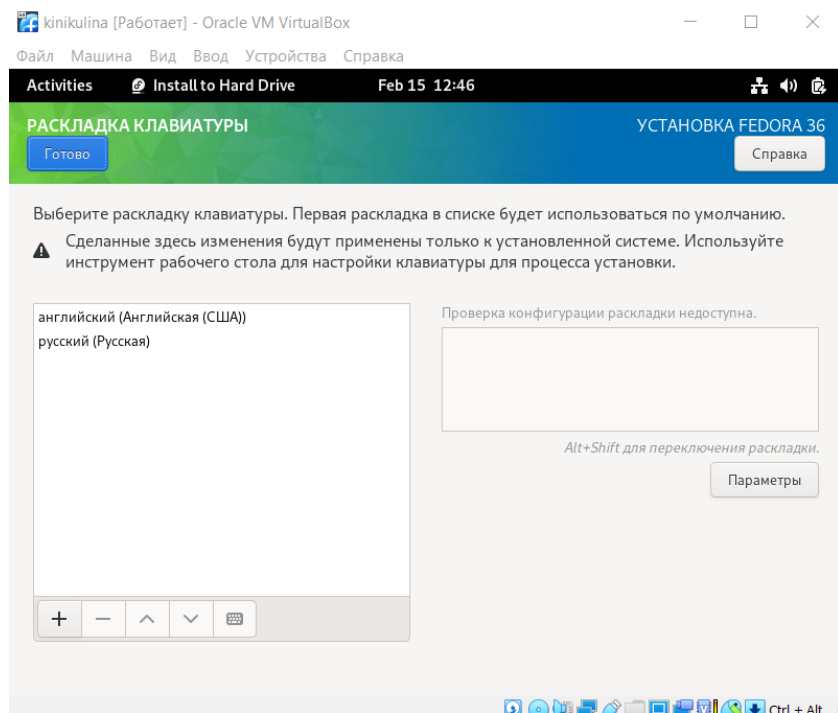 kinikulina [Работает] - Oracle VM VirtualBox
Файл Машина Вид Ввод Устройства Справка
Activities Install to Hard Drive Feb 15 12:46
РАСКЛАДКА КЛАВИАТУРЫ
УСТАНОВКА FEDORA 36
Готово
Справка
Выберите раскладку клавиатуры. Первая раскладка в списке будет использоваться по умолчанию.
Сделанные здесь изменения будут применены только к установленной системе. Используйте
инструмент рабочего стола для настройки клавиатуры для процесса установки.
английский (Английская (США))
русский (Русская)
Проверка конфигурации раскладки недоступна.
Alt+Shift для переключения раскладки.
Параметры
Ctrl + Alt